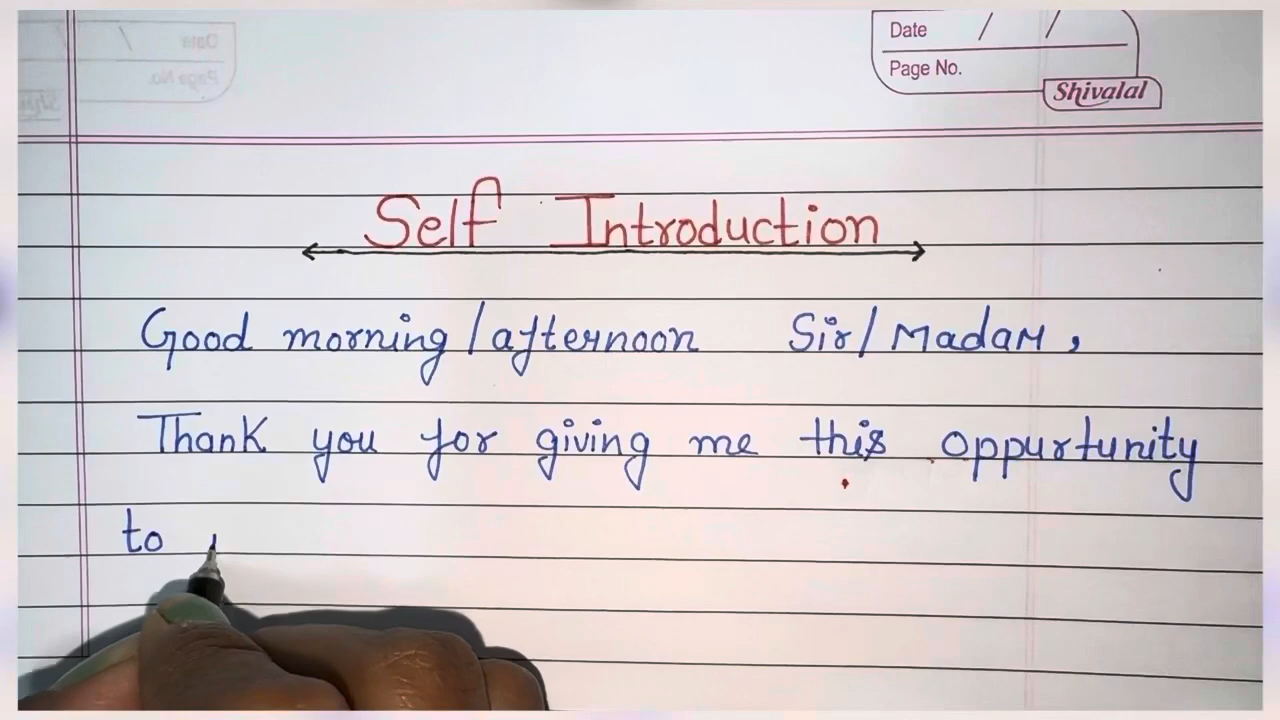 Date / /
Page No.
Shivalal
Self Introduction
Good morning/afternoon Sir/Madam,
Thank you for giving me this oppurtunity
to